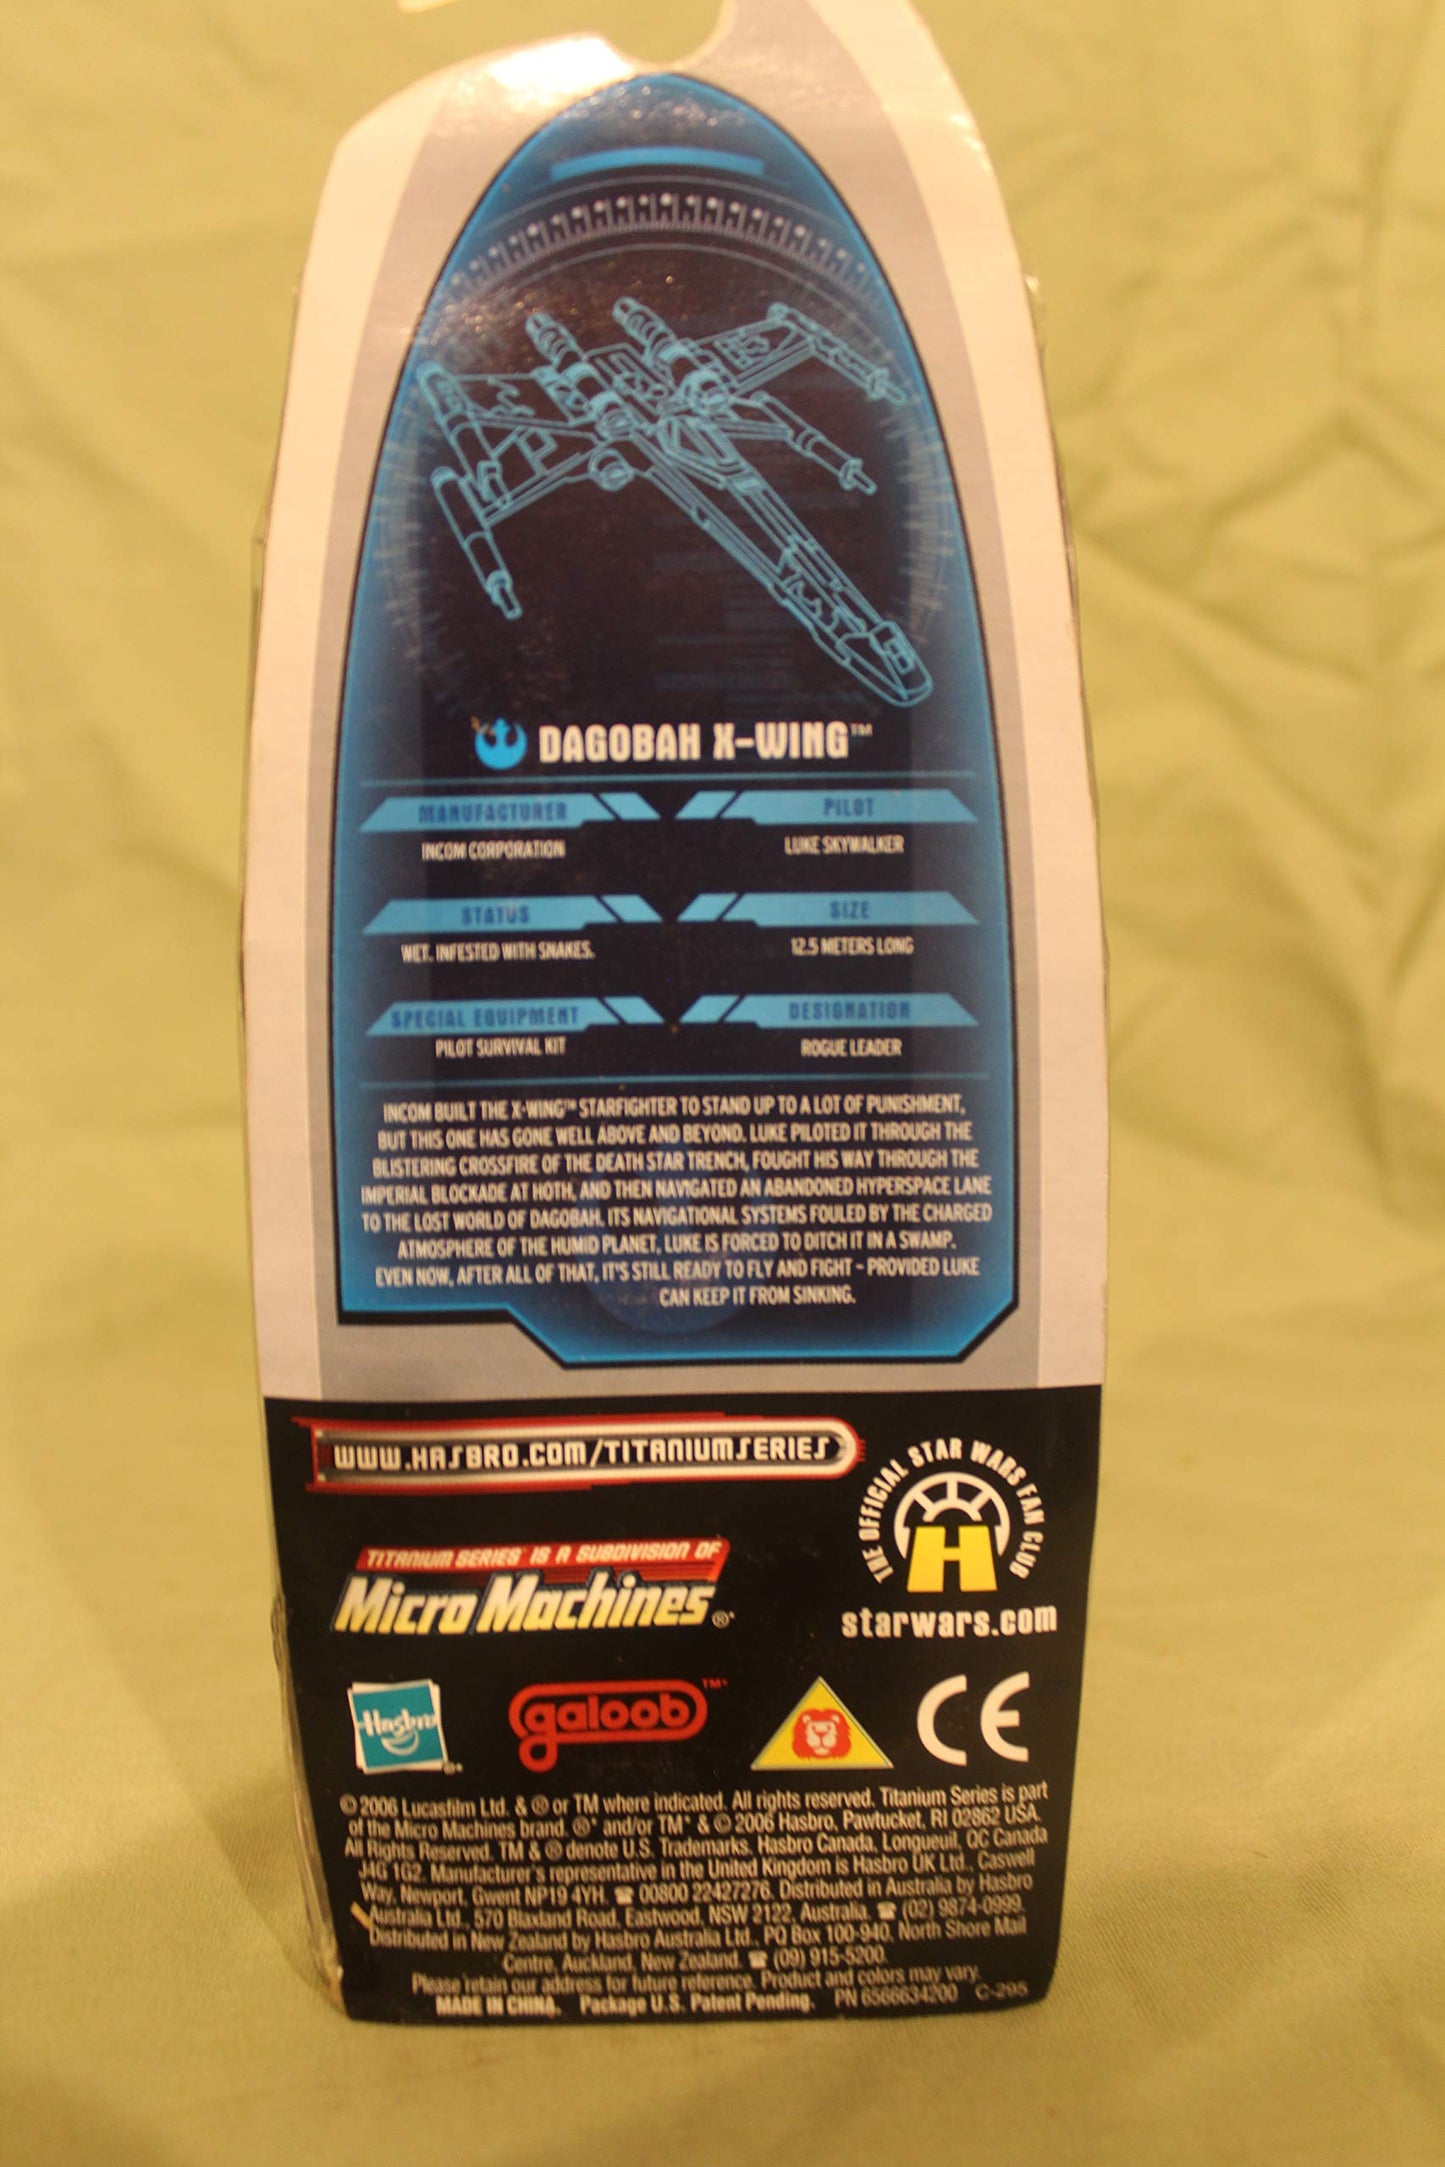 DAGOBAH X-WING™
MANUFACTURER
INCOM CORPORATION
PILOT
LUKE SKYWALKER
STATUS
WET. INFESTED WITH SNAKES.
SIZE
12.5 METERS LONG
SPECIAL EQUIPMENT
PILOT SURVIVAL KIT
DESIGNATION
ROGUE LEADER
INCOM BUILT THE X-WING™ STARFIGHTER TO STAND UP TO A LOT OF PUNISHMENT,
BUT THIS ONE HAS GONE WELL ABOVE AND BEYOND. LUKE PILOTED IT THROUGH THE
BLISTERING CROSSFIRE OF THE DEATH STAR TRENCH, FOUGHT HIS WAY THROUGH THE
IMPERIAL BLOCKADE AT HOTH, AND THEN NAVIGATED AN ABANDONED HYPERSPACE LANE
TO THE LOST WORLD OF DAGOBAH. ITS NAVIGATIONAL SYSTEMS FOULED BY THE CHARGED
ATMOSPHERE OF THE HUMID PLANET, LUKE IS FORCED TO DITCH IT IN A SWAMP.
EVEN NOW, AFTER ALL OF THAT, IT'S STILL READY TO FLY AND FIGHT - PROVIDED LUKE
CAN KEEP IT FROM SINKING.
WWW.HASBRO.COM/TITANIUMSERIES
THE OFFICIAL STAR WARS FAN CLUB
H
starwars.com
TITANIUM SERIES IS A SUBDIVISION OF
Micro Machines®*
Hasbro®*
galoob™*
CE
© 2006 Lucasfilm Ltd. & ® or TM where indicated. All rights reserved. Titanium Series is part
of the Micro Machines brand. ®* and/or TM* & © 2006 Hasbro, Pawtucket, RI 02862 USA.
All Rights Reserved. TM & ® denote U.S. Trademarks. Hasbro Canada, Longueuil, QC Canada
J4G 1G2. Manufacturer's representative in the United Kingdom is Hasbro UK Ltd., Caswell
Way, Newport, Gwent NP19 4YH. ☎ 00800 22427276. Distributed in Australia by Hasbro
Australia Ltd., 570 Blaxland Road, Eastwood, NSW 2122, Australia. ☎ (02) 9874-0999.
Distributed in New Zealand by Hasbro Australia Ltd., PO Box 100-940, North Shore Mail
Centre, Auckland, New Zealand. ☎ (09) 915-5200.
Please retain our address for future reference. Product and colors may vary.
MADE IN CHINA. Package U.S. Patent Pending. PN 6566634200 C-295